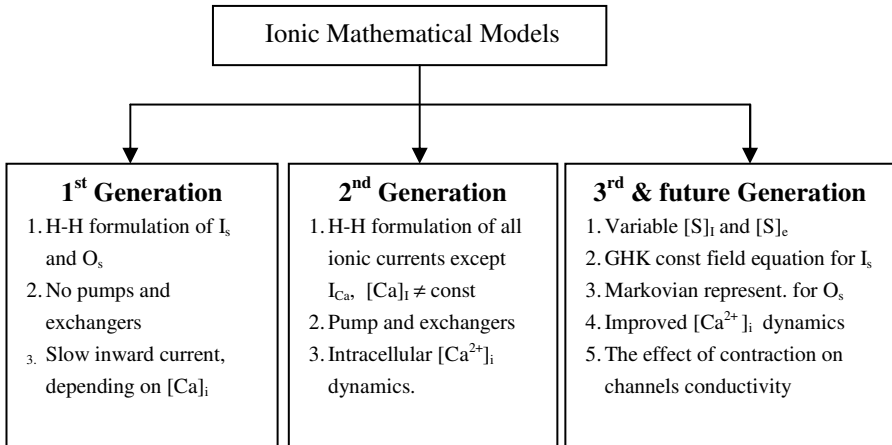 Ionic Mathematical Models
1st Generation
1. H-H formulation of Is
and Os
2. No pumps and
exchangers
3. Slow inward current,
depending on [Ca]i
2nd Generation
1. H-H formulation of all
ionic currents except
ICa, [Ca]I ≠ const
2. Pump and exchangers
3. Intracellular [Ca2+]i
dynamics.
3rd & future Generation
1. Variable [S]I and [S]e
2. GHK const field equation for Is
3. Markovian represent. for Os
4. Improved [Ca2+ ]i dynamics
5. The effect of contraction on
channels conductivity